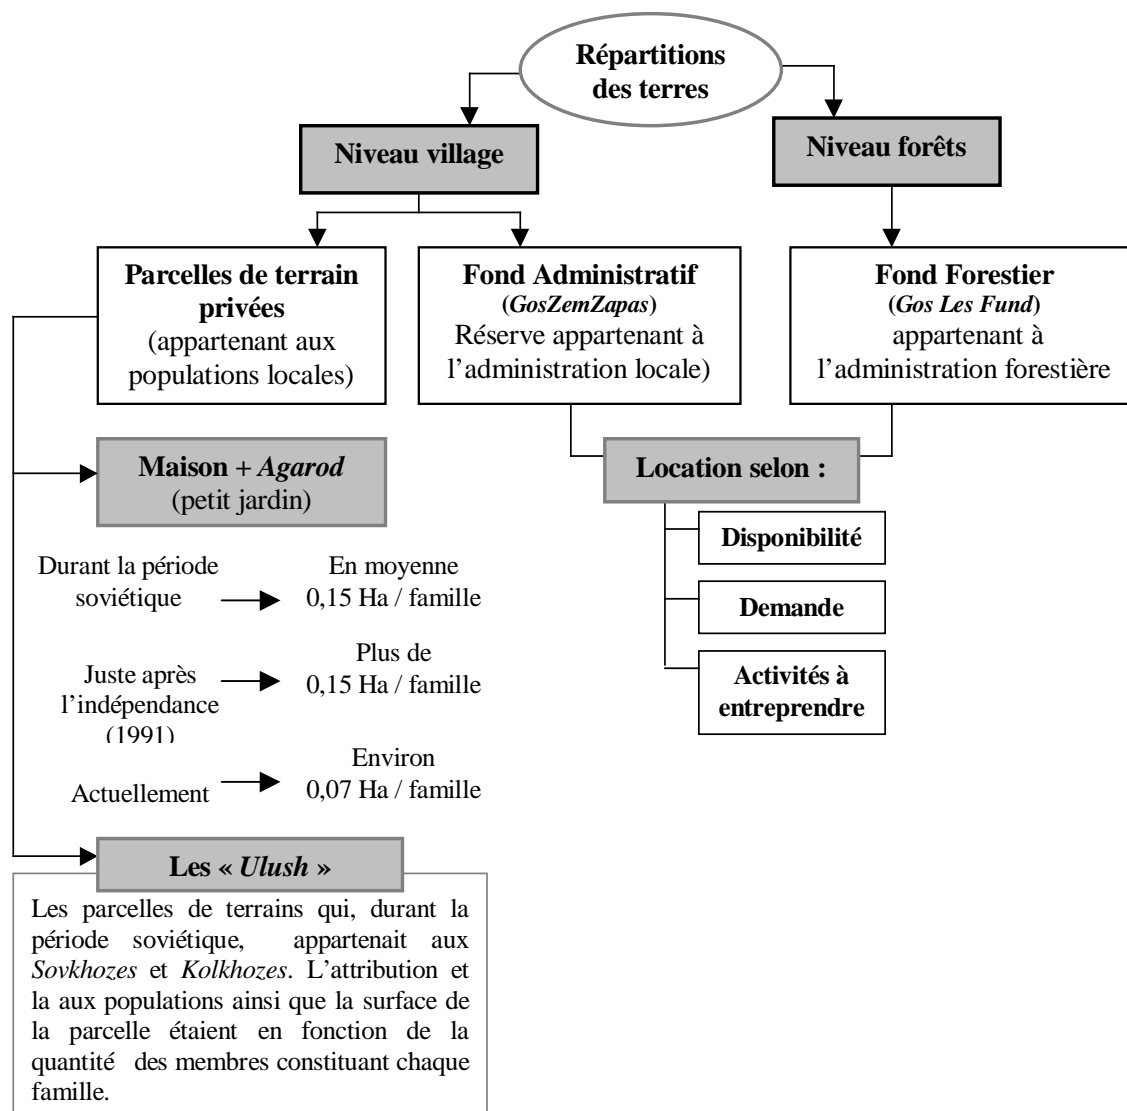 Répartitions
des terres
Niveau village
Niveau forêts
Parcelles de terrain
privées
(appartenant aux
populations locales)
Fond Administratif
(GosZemZapas)
Réserve appartenant à
l’administration locale)
Fond Forestier
(Gos Les Fund)
appartenant à
l’administration forestière
Maison + Agarod
(petit jardin)
Location selon :
Disponibilité
Demande
Activités à
entreprendre
Durant la période
soviétique
En moyenne
0,15 Ha / famille
Juste après
l’indépendance
(1991)
Plus de
0,15 Ha / famille
Actuellement
Environ
0,07 Ha / famille
Les « Ulush »
Les parcelles de terrains qui, durant la
période soviétique, appartenait aux
Sovkhozes et Kolkhozes. L’attribution et
la aux populations ainsi que la surface de
la parcelle étaient en fonction de la
quantité des membres constituant chaque
famille.